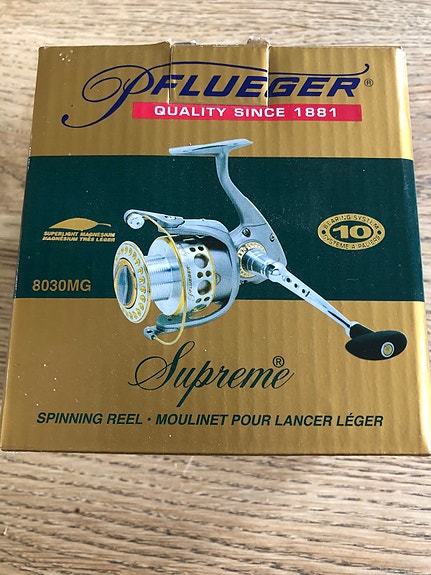 PFLUEGER®
QUALITY SINCE 1881
SUPERLIGHT MAGNESIUM
MAGNÉSIUM TRÈS LÉGER
BEARING SYSTEM
10
SYSTÈME À PALIERS
8030MG
Supreme®
SPINNING REEL • MOULINET POUR LANCER LÉGER